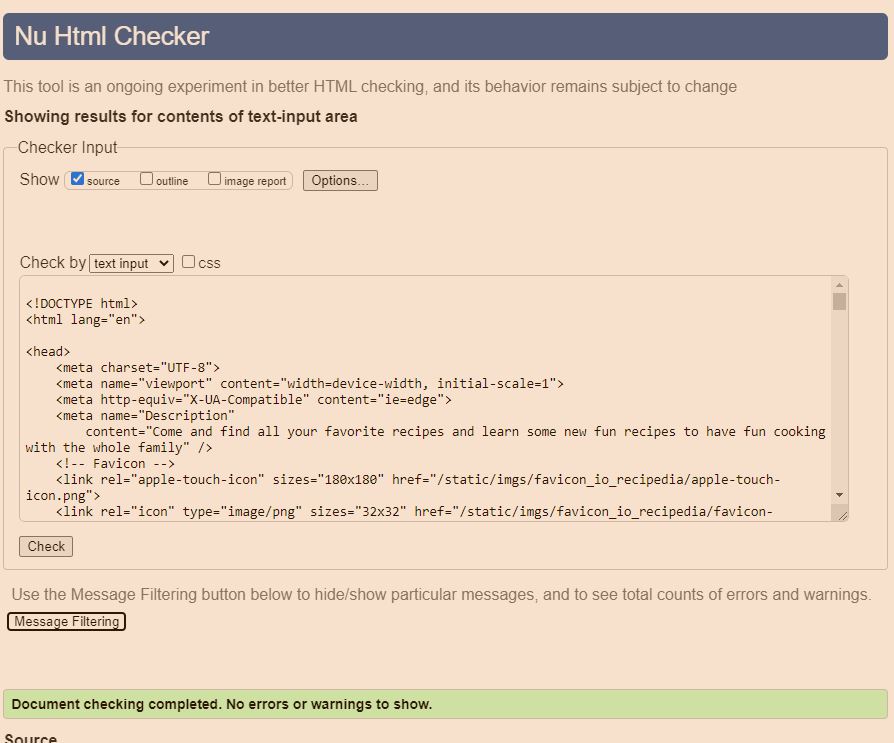 Nu Html Checker
This tool is an ongoing experiment in better HTML checking, and its behavior remains subject to change
Showing results for contents of text-input area
Checker Input
Show source outline image report Options...
Check by text input css
<!DOCTYPE html>
<html lang="en">
<head>
    <meta charset="UTF-8">
    <meta name="viewport" content="width=device-width, initial-scale=1">
    <meta http-equiv="X-UA-Compatible" content="ie=edge">
    <meta name="Description"
        content="Come and find all your favorite recipes and learn some new fun recipes to have fun cooking
with the whole family" />
    <!-- Favicon -->
    <link rel="apple-touch-icon" sizes="180x180" href="/static/imgs/favicon_io_recipedia/apple-touch-
icon.png">
    <link rel="icon" type="image/png" sizes="32x32" href="/static/imgs/favicon_io_recipedia/favicon-
Check
Use the Message Filtering button below to hide/show particular messages, and to see total counts of errors and warnings.
Message Filtering
Document checking completed. No errors or warnings to show.
Source